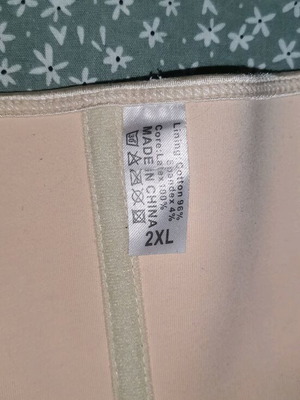 Lining Cotton 96%
Spandex 4%
Core: Latex 100%
MADE IN CHINA
2XL